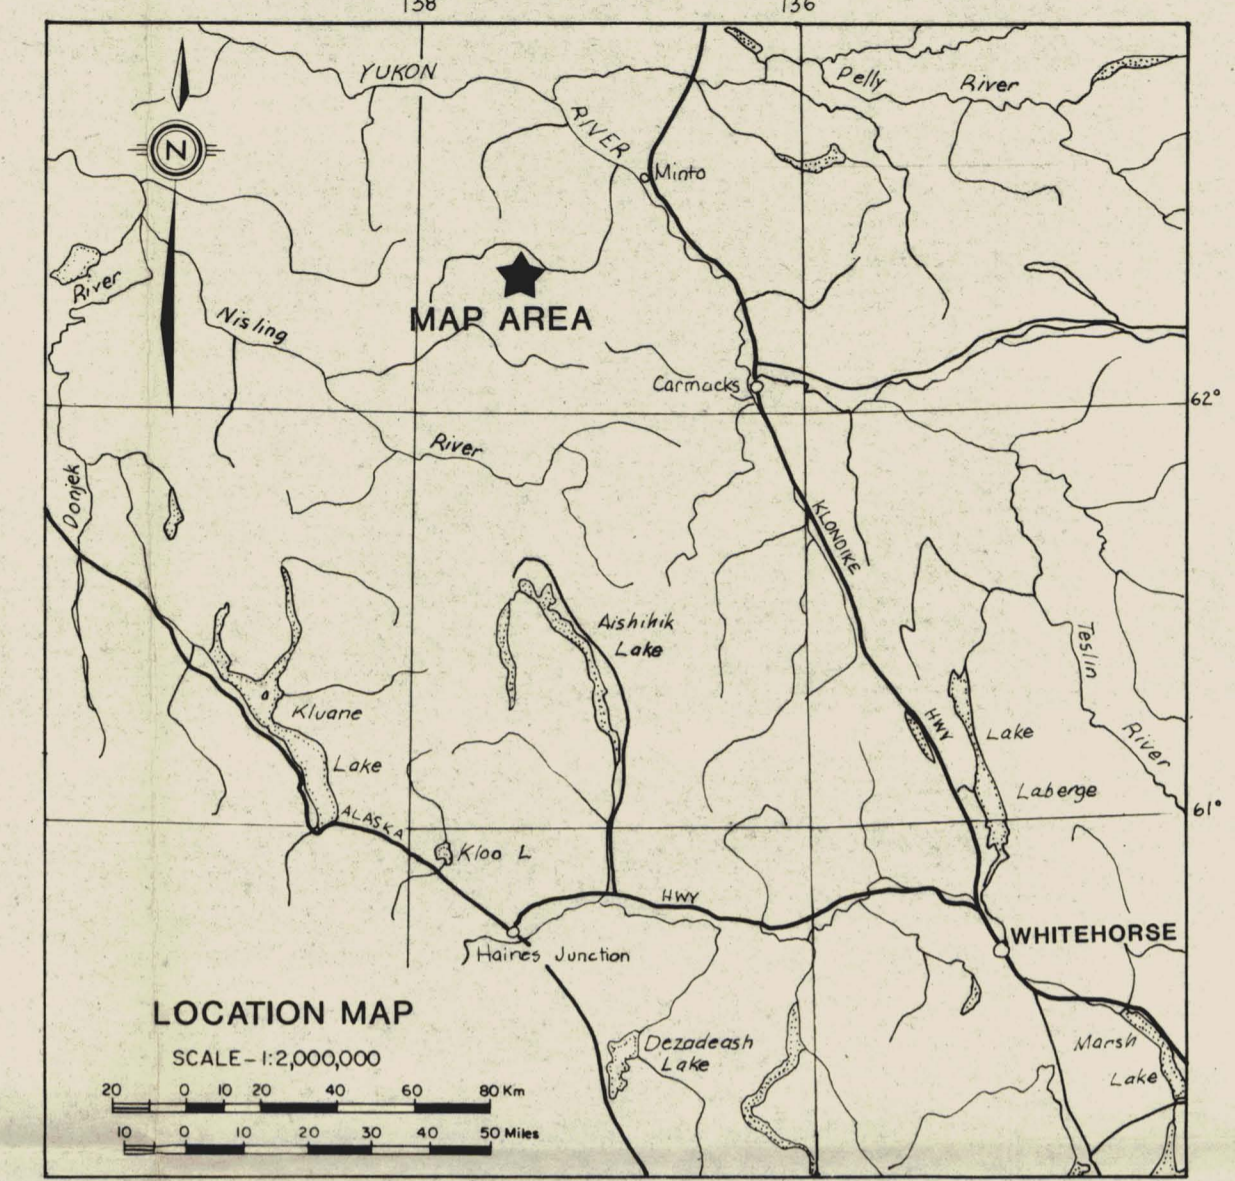 138
136
YUKON
RIVER
Pelly River
N
Minto
River
Nisling
MAP AREA
Carmacks
62°
River
Donjek
KLONDIKE
Aishihik
Lake
Teslin
River
Kluane
Lake
HWY
Lake
Laberge
ALASKA
61°
Kloo L
HWY
WHITEHORSE
Haines Junction
LOCATION MAP
SCALE-1:2,000,000
20 0 10 20 40 60 80 Km
10 0 10 20 30 40 50 Miles
Dezadeash
Lake
Marsh
Lake